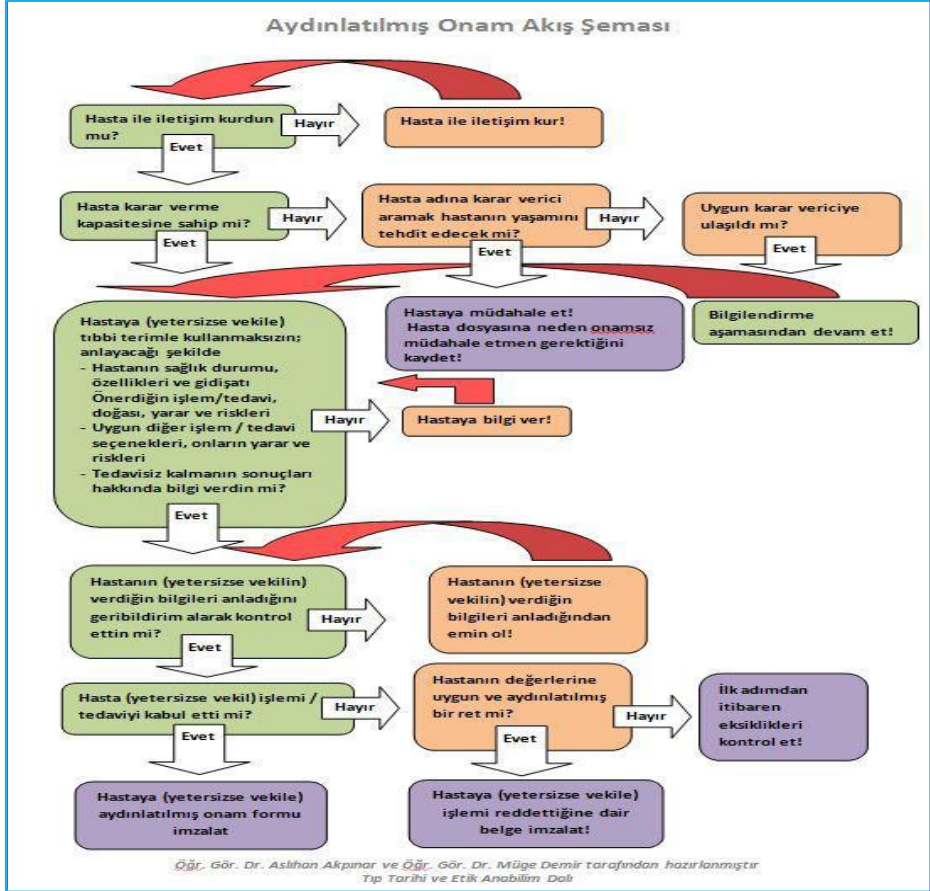 Aydınlatılmış Onam Akış Şeması
Hasta ile iletişim kurdun
mu?
Hayır
Hasta ile iletişim kur!
Evet
Hasta karar verme
kapasitesine sahip mi?
Hayır
Hasta adına karar verici
aramak hastanın yaşamını
tehdit edecek mi?
Hayır
Uygun karar vericiye
ulaşıldı mı?
Evet
Evet
Evet
Hastaya (yetersizse vekile)
tıbbi terimle kullanmaksızın;
anlayacağı şekilde
- Hastanın sağlık durumu,
özellikleri ve gidişatı
Önerdiğin işlem/tedavi,
doğası, yarar ve riskleri
- Uygun diğer işlem / tedavi
seçenekleri, onların yarar ve
riskleri
- Tedavisiz kalmanın sonuçları
hakkında bilgi verdin mi?
Hastaya müdahale et!
Hasta dosyasına neden onamsız
müdahale etmen gerektiğini
kaydet!
Bilgilendirme
aşamasından devam et!
Hayır
Hastaya bilgi ver!
Evet
Hastanın (yetersizse vekilin)
verdiğin bilgileri anladığını
geribildirim alarak kontrol
ettin mi?
Hayır
Hastanın (yetersizse
vekilin) verdiğin
bilgileri anladığından
emin ol!
Evet
Hasta (yetersizse vekil) işlemi /
tedaviyi kabul etti mi?
Hayır
Hastanın değerlerine
uygun ve aydınlatılmış
bir ret mi?
Hayır
İlk adımdan
itibaren
eksiklikleri
kontrol et!
Evet
Evet
Hastaya (yetersizse vekile)
aydınlatılmış onam formu
imzalat
Hastaya (yetersizse vekile)
işlemi reddettiğine dair
belge imzalat!
Öğr. Gör. Dr. Aslıhan Akpınar ve Öğr. Gör. Dr. Müge Demir tarafından hazırlanmıştır
Tıp Tarihi ve Etik Anabilim Dalı